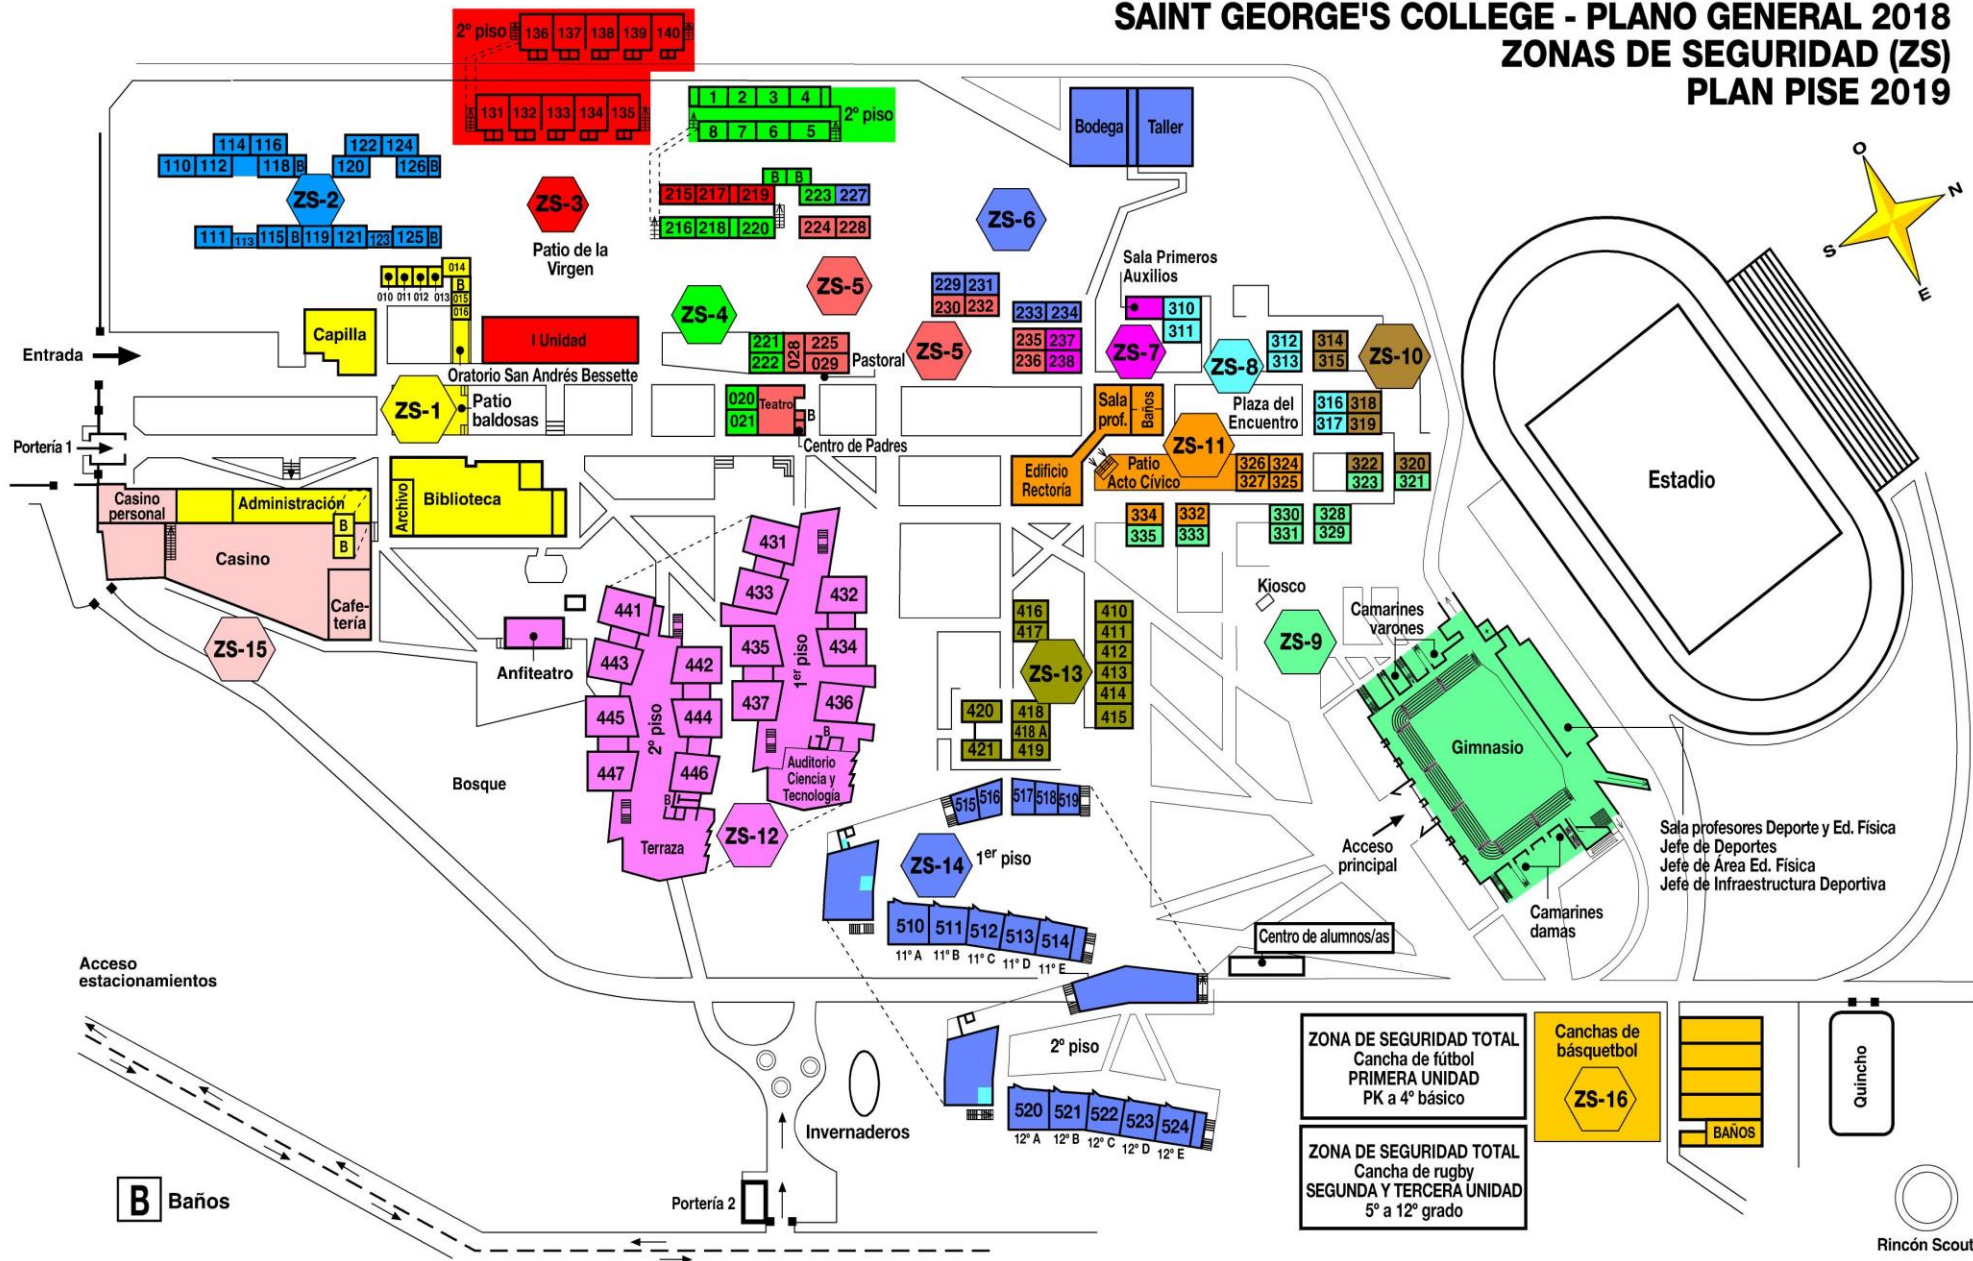 SAINT GEORGE'S COLLEGE - PLANO GENERAL 2018
ZONAS DE SEGURIDAD (ZS)
PLAN PISE 2019
2º piso
136 137 138 139 140
131 132 133 134 135
1 2 3 4
8 7 6 5
2º piso
Bodega
Taller
O
N
S
E
114 116
122 124
110 112 118 B
120 126 B
ZS-2
111 113 115 B 119 121 123 125 B
ZS-3
Patio de la
Virgen
B B
215 217 219
223 227
216 218 220
224 228
ZS-6
ZS-5
ZS-4
014
B
015
016
010 011 012 013
Capilla
I Unidad
Entrada
Oratorio San Andrés Bessette
ZS-1
Patio
baldosas
221
222
028
225
029
Pastoral
020
021
Teatro
B
Centro de Padres
229 231
230 232
233 234
235 237
236 238
ZS-5
Sala Primeros
Auxilios
310
311
ZS-7
ZS-8
312
313
314
315
ZS-10
Plaza del
Encuentro
316 318
317 319
Sala
prof.
Baños
ZS-11
Edificio
Rectoría
Patio
Acto Cívico
326 324
327 325
322
323
320
321
334
335
332
333
330
331
328
329
Estadio
Portería 1
Casino
personal
Administración
B
B
Archivo
Biblioteca
Casino
Cafe-
tería
ZS-15
Anfiteatro
Bosque
431
433
432
435
434
437
436
1er piso
B
Auditorio
Ciencia y
Tecnología
441
443
442
445
444
447
446
2º piso
B
Terraza
ZS-12
416
417
410
411
412
413
414
415
ZS-13
420
421
418
418 A
419
Kiosco
ZS-9
Camarines
varones
Gimnasio
Acceso
principal
Sala profesores Deporte y Ed. Física
Jefe de Deportes
Jefe de Área Ed. Física
Jefe de Infraestructura Deportiva
Camarines
damas
515 516
517 518 519
ZS-14
1er piso
510 511 512 513 514
11º A 11º B 11º C 11º D 11º E
Centro de alumnos/as
2º piso
520 521 522 523 524
12º A 12º B 12º C 12º D 12º E
Acceso
estacionamientos
Invernaderos
Portería 2
B Baños
ZONA DE SEGURIDAD TOTAL
Cancha de fútbol
PRIMERA UNIDAD
PK a 4º básico
ZONA DE SEGURIDAD TOTAL
Cancha de rugby
SEGUNDA Y TERCERA UNIDAD
5º a 12º grado
Canchas de
básquetbol
ZS-16
BAÑOS
Quincho
Rincón Scout